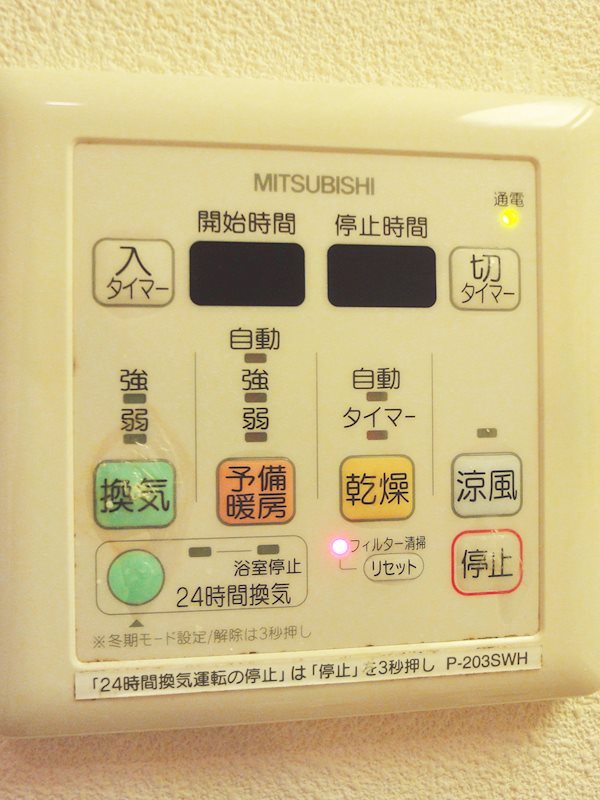 MITSUBISHI
通電
開始時間 停止時間
入
タイマー
切
タイマー
自動
強
弱
強
弱
自動
タイマー
換気
予備
暖房
乾燥
涼風
浴室停止
24時間換気
フィルター清掃
リセット
停止
※冬期モード設定/解除は3秒押し
「24時間換気運転の停止」は「停止」を3秒押し P-203SWH